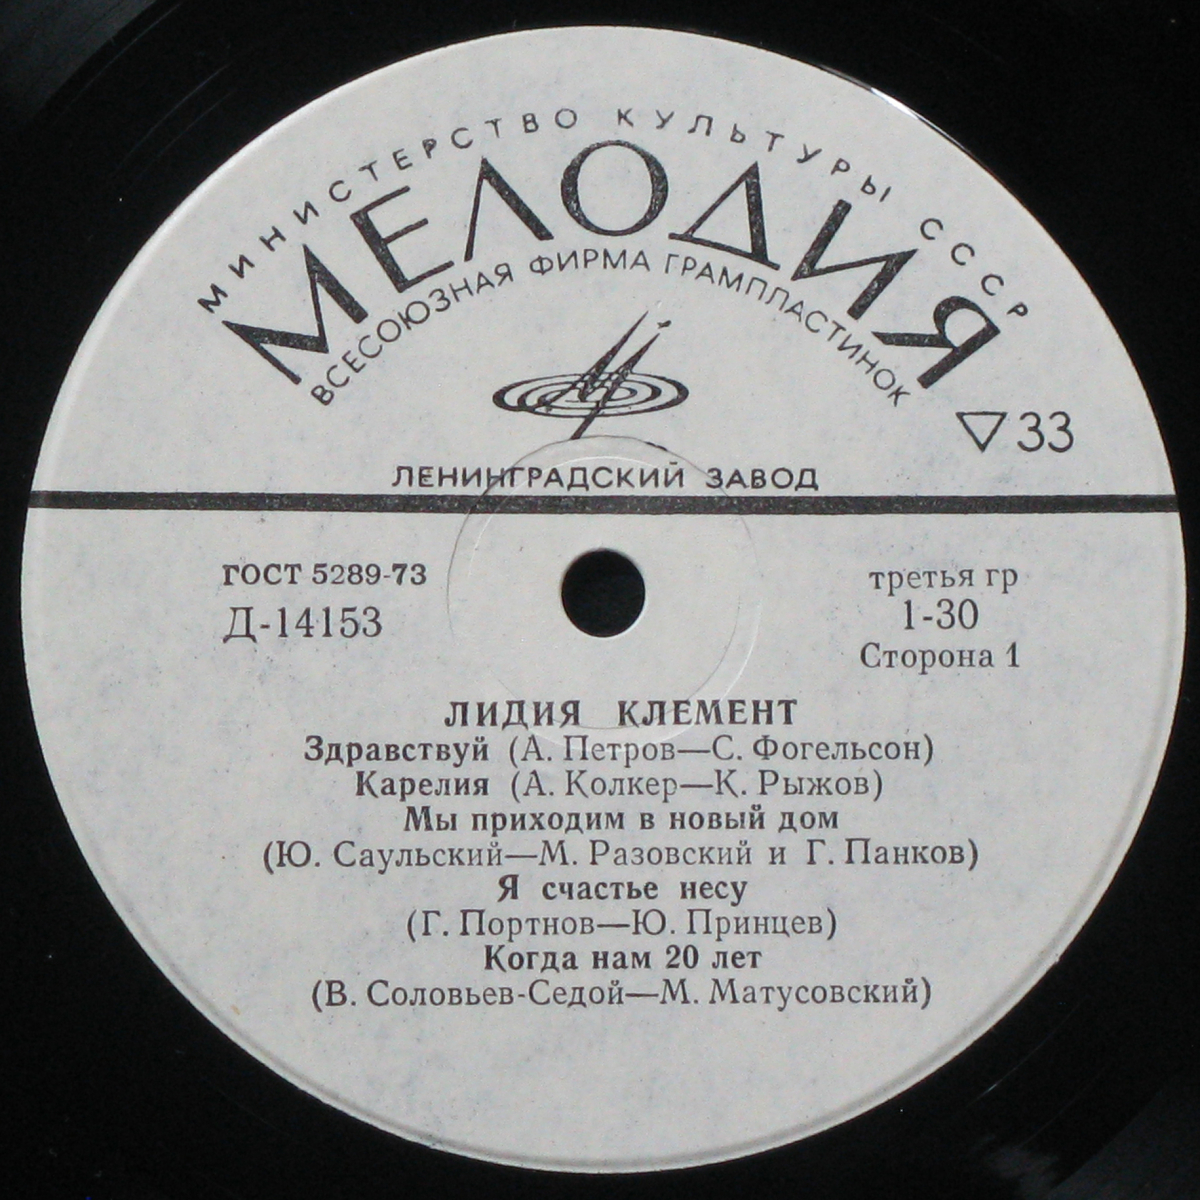 МИНИСТЕРСТВО КУЛЬТУРЫ СССР
МЕЛОДИЯ
ВСЕСОЮЗНАЯ ФИРМА ГРАМПЛАСТИНОК
▽33
ЛЕНИНГРАДСКИЙ ЗАВОД
ГОСТ 5289-73
Д-14153
третья гр
1-30
Сторона 1
ЛИДИЯ КЛЕМЕНТ
Здравствуй (А. Петров—С. Фогельсон)
Карелия (А. Колкер—К. Рыжов)
Мы приходим в новый дом
(Ю. Саульский—М. Разовский и Г. Панков)
Я счастье несу
(Г. Портнов—Ю. Принцев)
Когда нам 20 лет
(В. Соловьев-Седой—М. Матусовский)